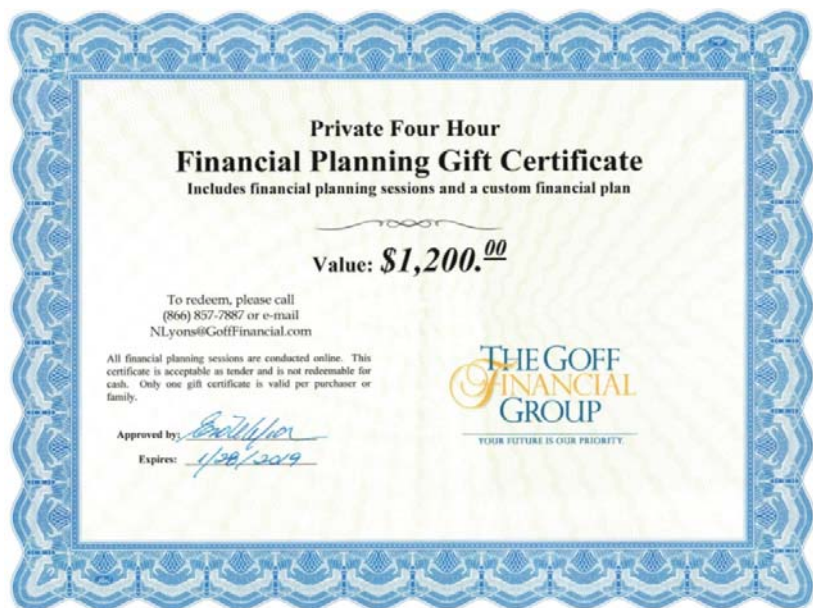 Private Four Hour
Financial Planning Gift Certificate
Includes financial planning sessions and a custom financial plan
Value: $1,200.00
To redeem, please call
(866) 857-7887 or e-mail
NLyons@GoffFinancial.com
All financial planning sessions are conducted online. This
certificate is acceptable as tender and is not redeemable for
cash. Only one gift certificate is valid per purchaser or
family.
Approved by:
Expires: 1/28/2019
THE GOFF
FINANCIAL
GROUP
YOUR FUTURE IS OUR PRIORITY.